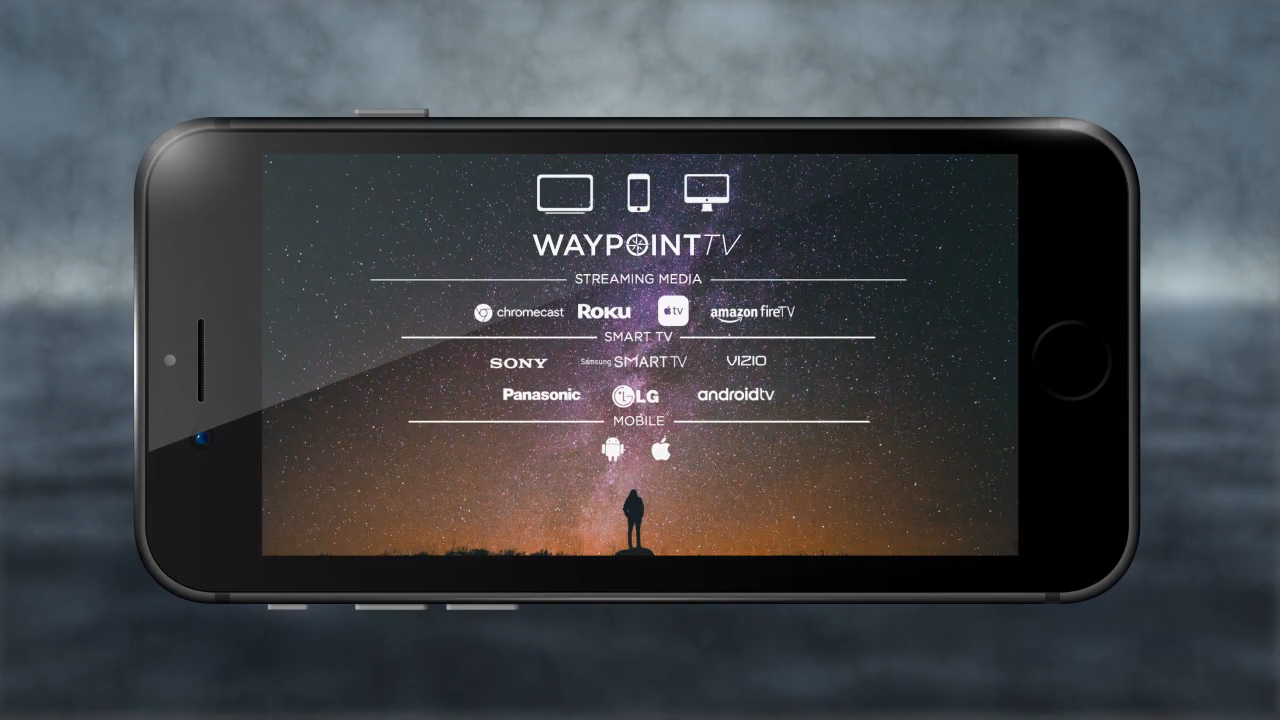 WAYPOINTTV
STREAMING MEDIA
chromecast ROKU tv amazon fireTV
SMART TV
SONY Samsung SMART TV VIZIO
Panasonic LG androidtv
MOBILE